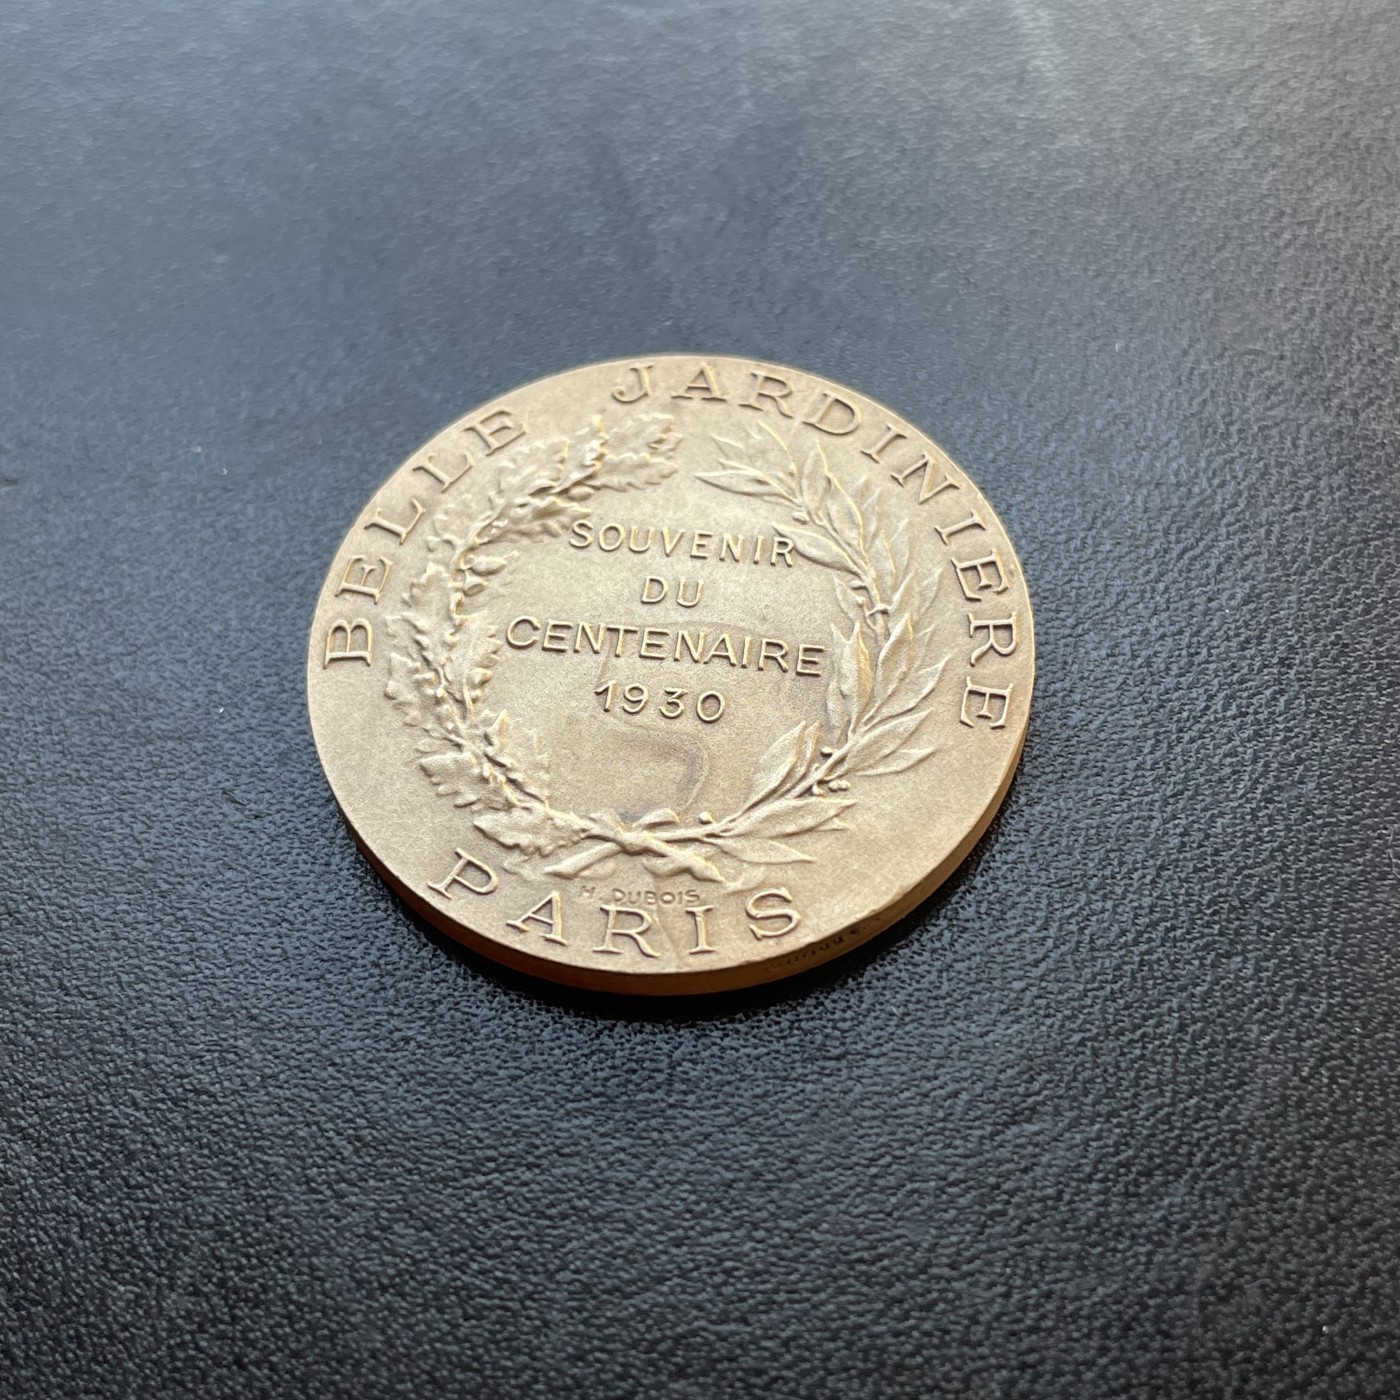 BELLE JARDINIERE
SOUVENIR
DU
CENTENAIRE
1930
H. DUBOIS
PARIS